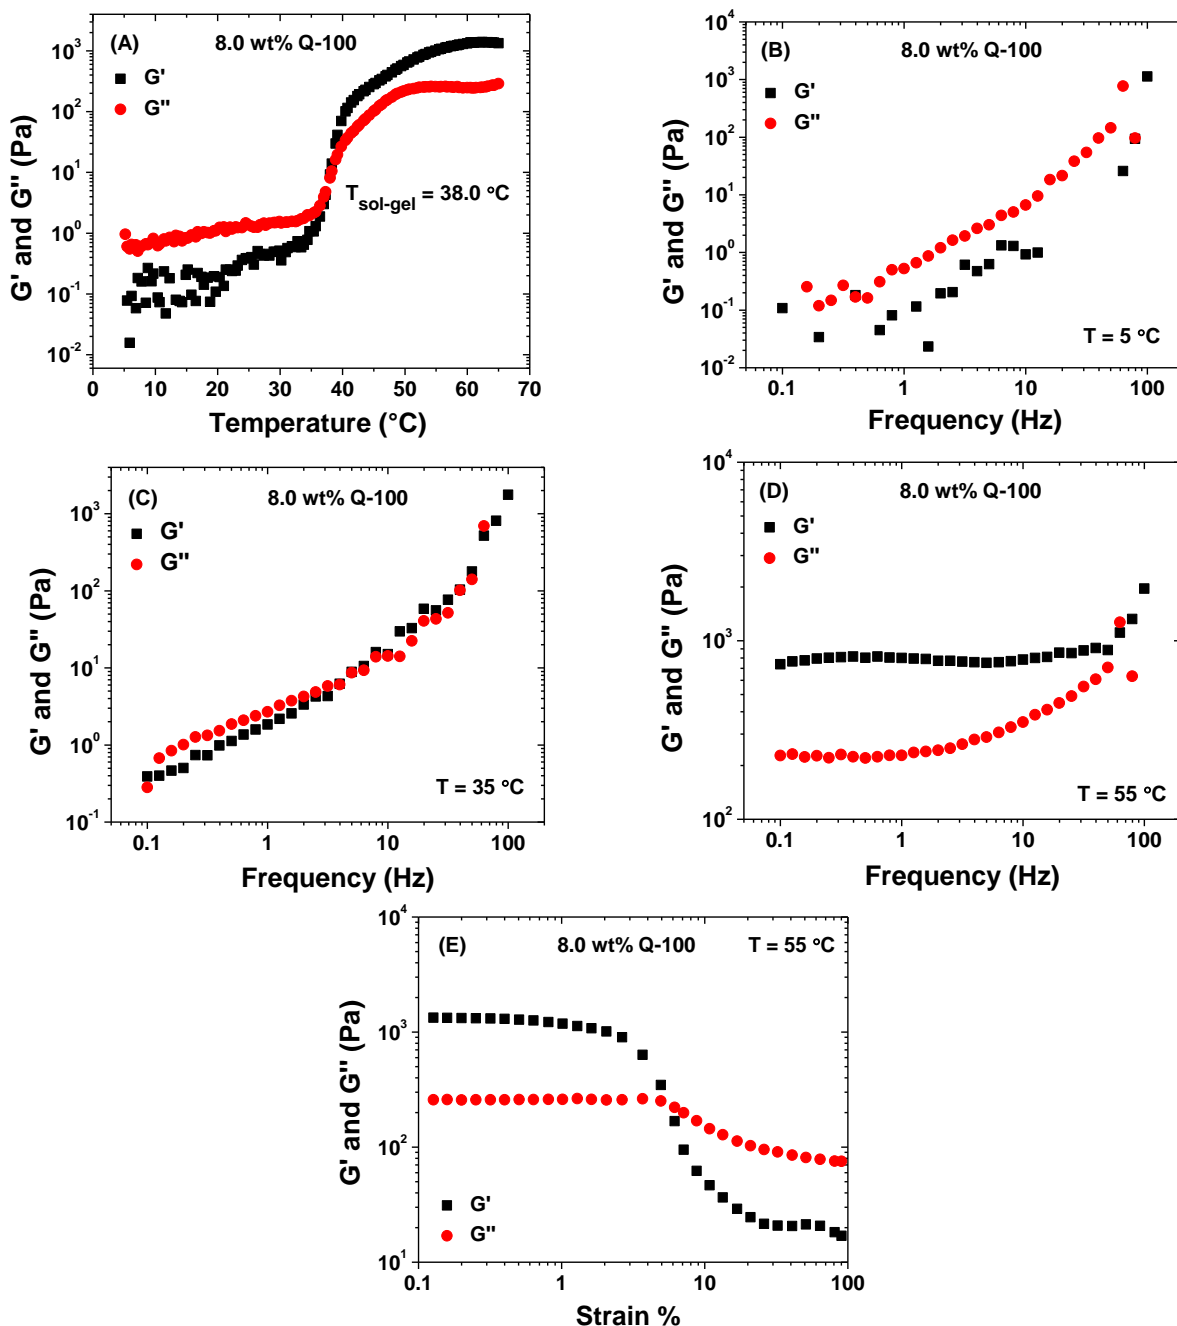 (A) 8.0 wt% Q-100
G'
G''
T_sol-gel = 38.0 °C
G' and G'' (Pa)
10^3
10^2
10^1
10^0
10^-1
10^-2
0 10 20 30 40 50 60 70
Temperature (°C)
(B) 8.0 wt% Q-100
G'
G''
T = 5 °C
G' and G'' (Pa)
10^4
10^3
10^2
10^1
10^0
10^-1
10^-2
0.1 1 10 100
Frequency (Hz)
(C) 8.0 wt% Q-100
G'
G''
T = 35 °C
G' and G'' (Pa)
10^3
10^2
10^1
10^0
10^-1
0.1 1 10 100
Frequency (Hz)
(D) 8.0 wt% Q-100
G'
G''
T = 55 °C
G' and G'' (Pa)
10^4
10^3
10^2
0.1 1 10 100
Frequency (Hz)
(E) 8.0 wt% Q-100 T = 55 °C
G'
G''
G' and G'' (Pa)
10^4
10^3
10^2
10^1
0.1 1 10 100
Strain %